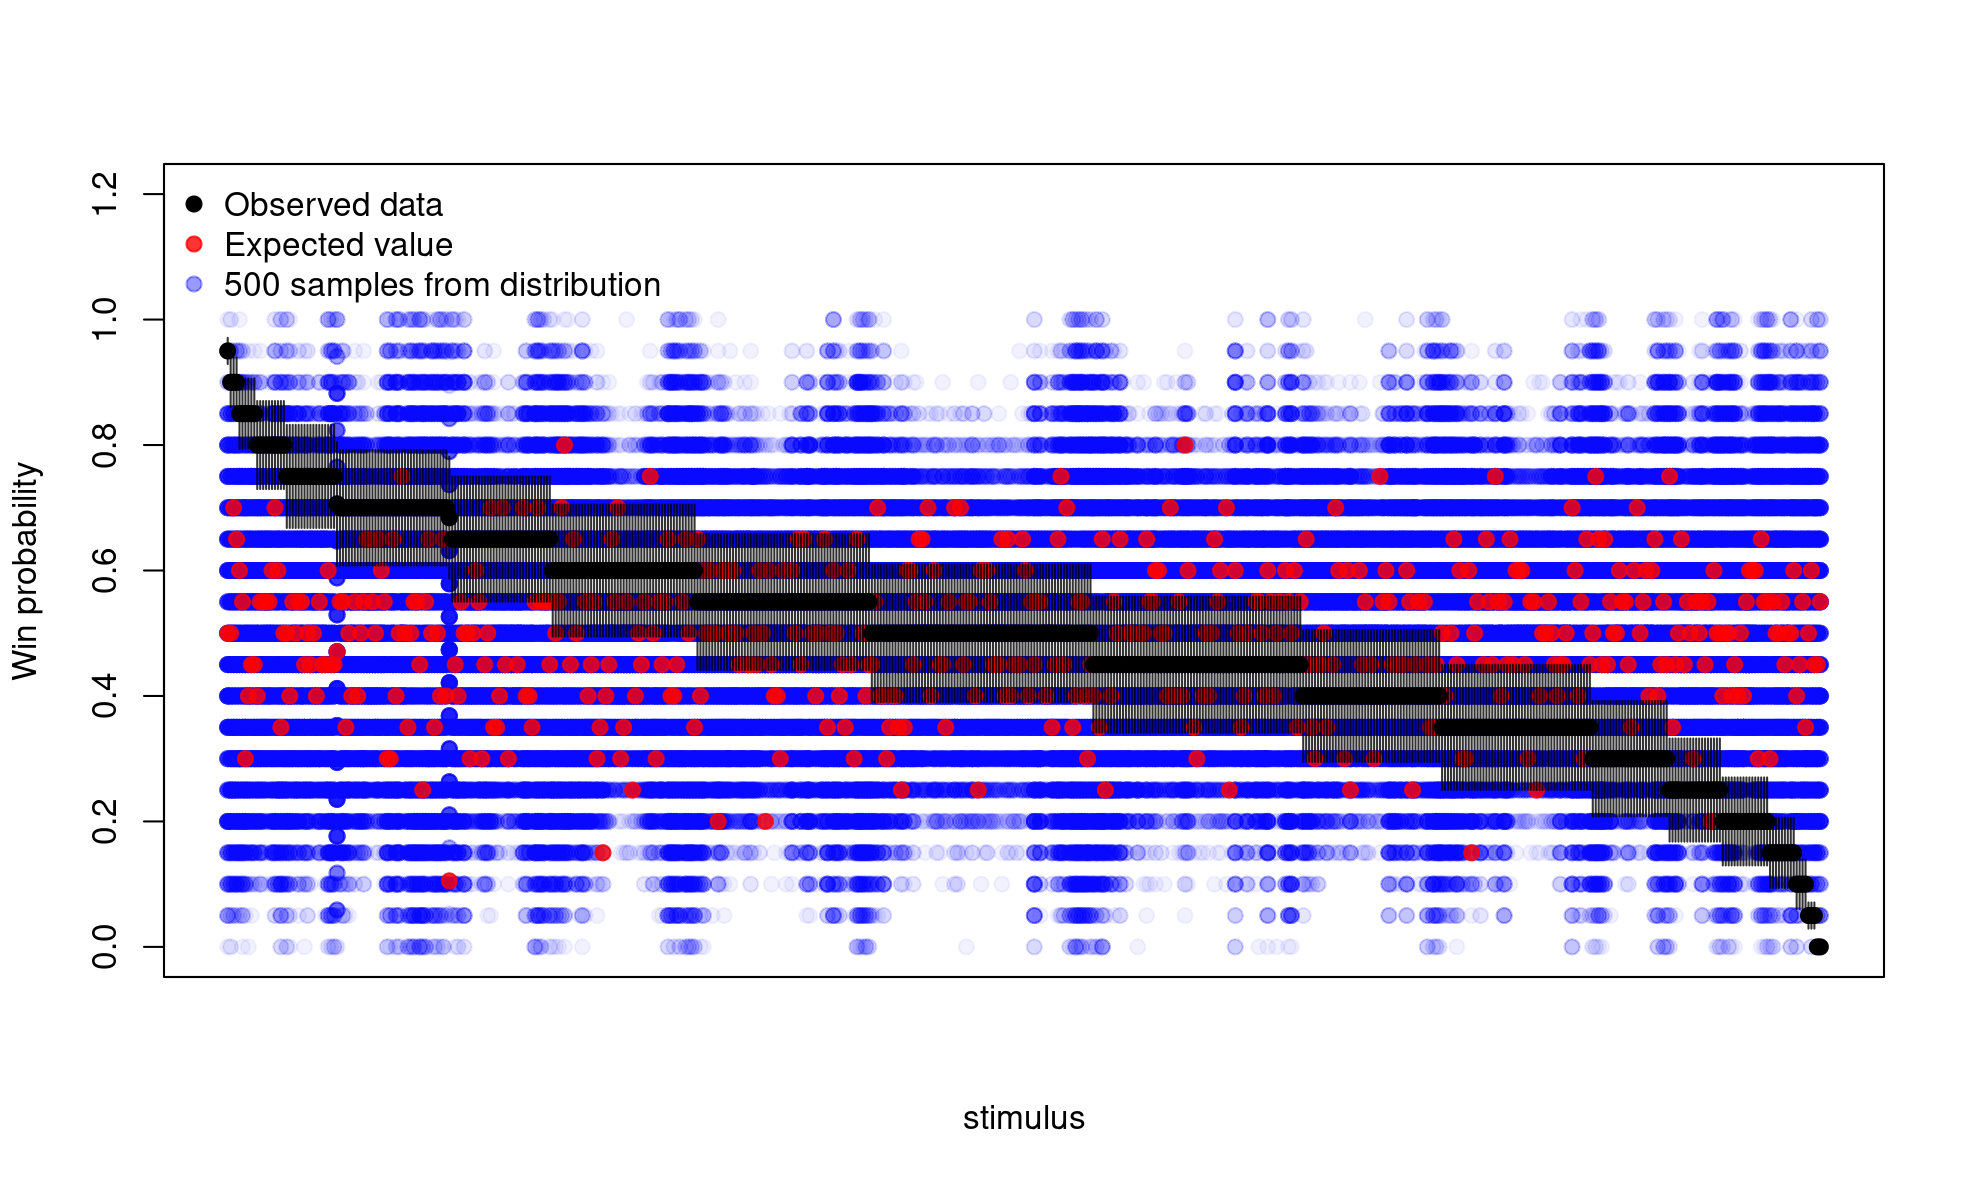 Observed data
Expected value
500 samples from distribution
Win probability
1.2
1.0
0.8
0.6
0.4
0.2
0.0
stimulus